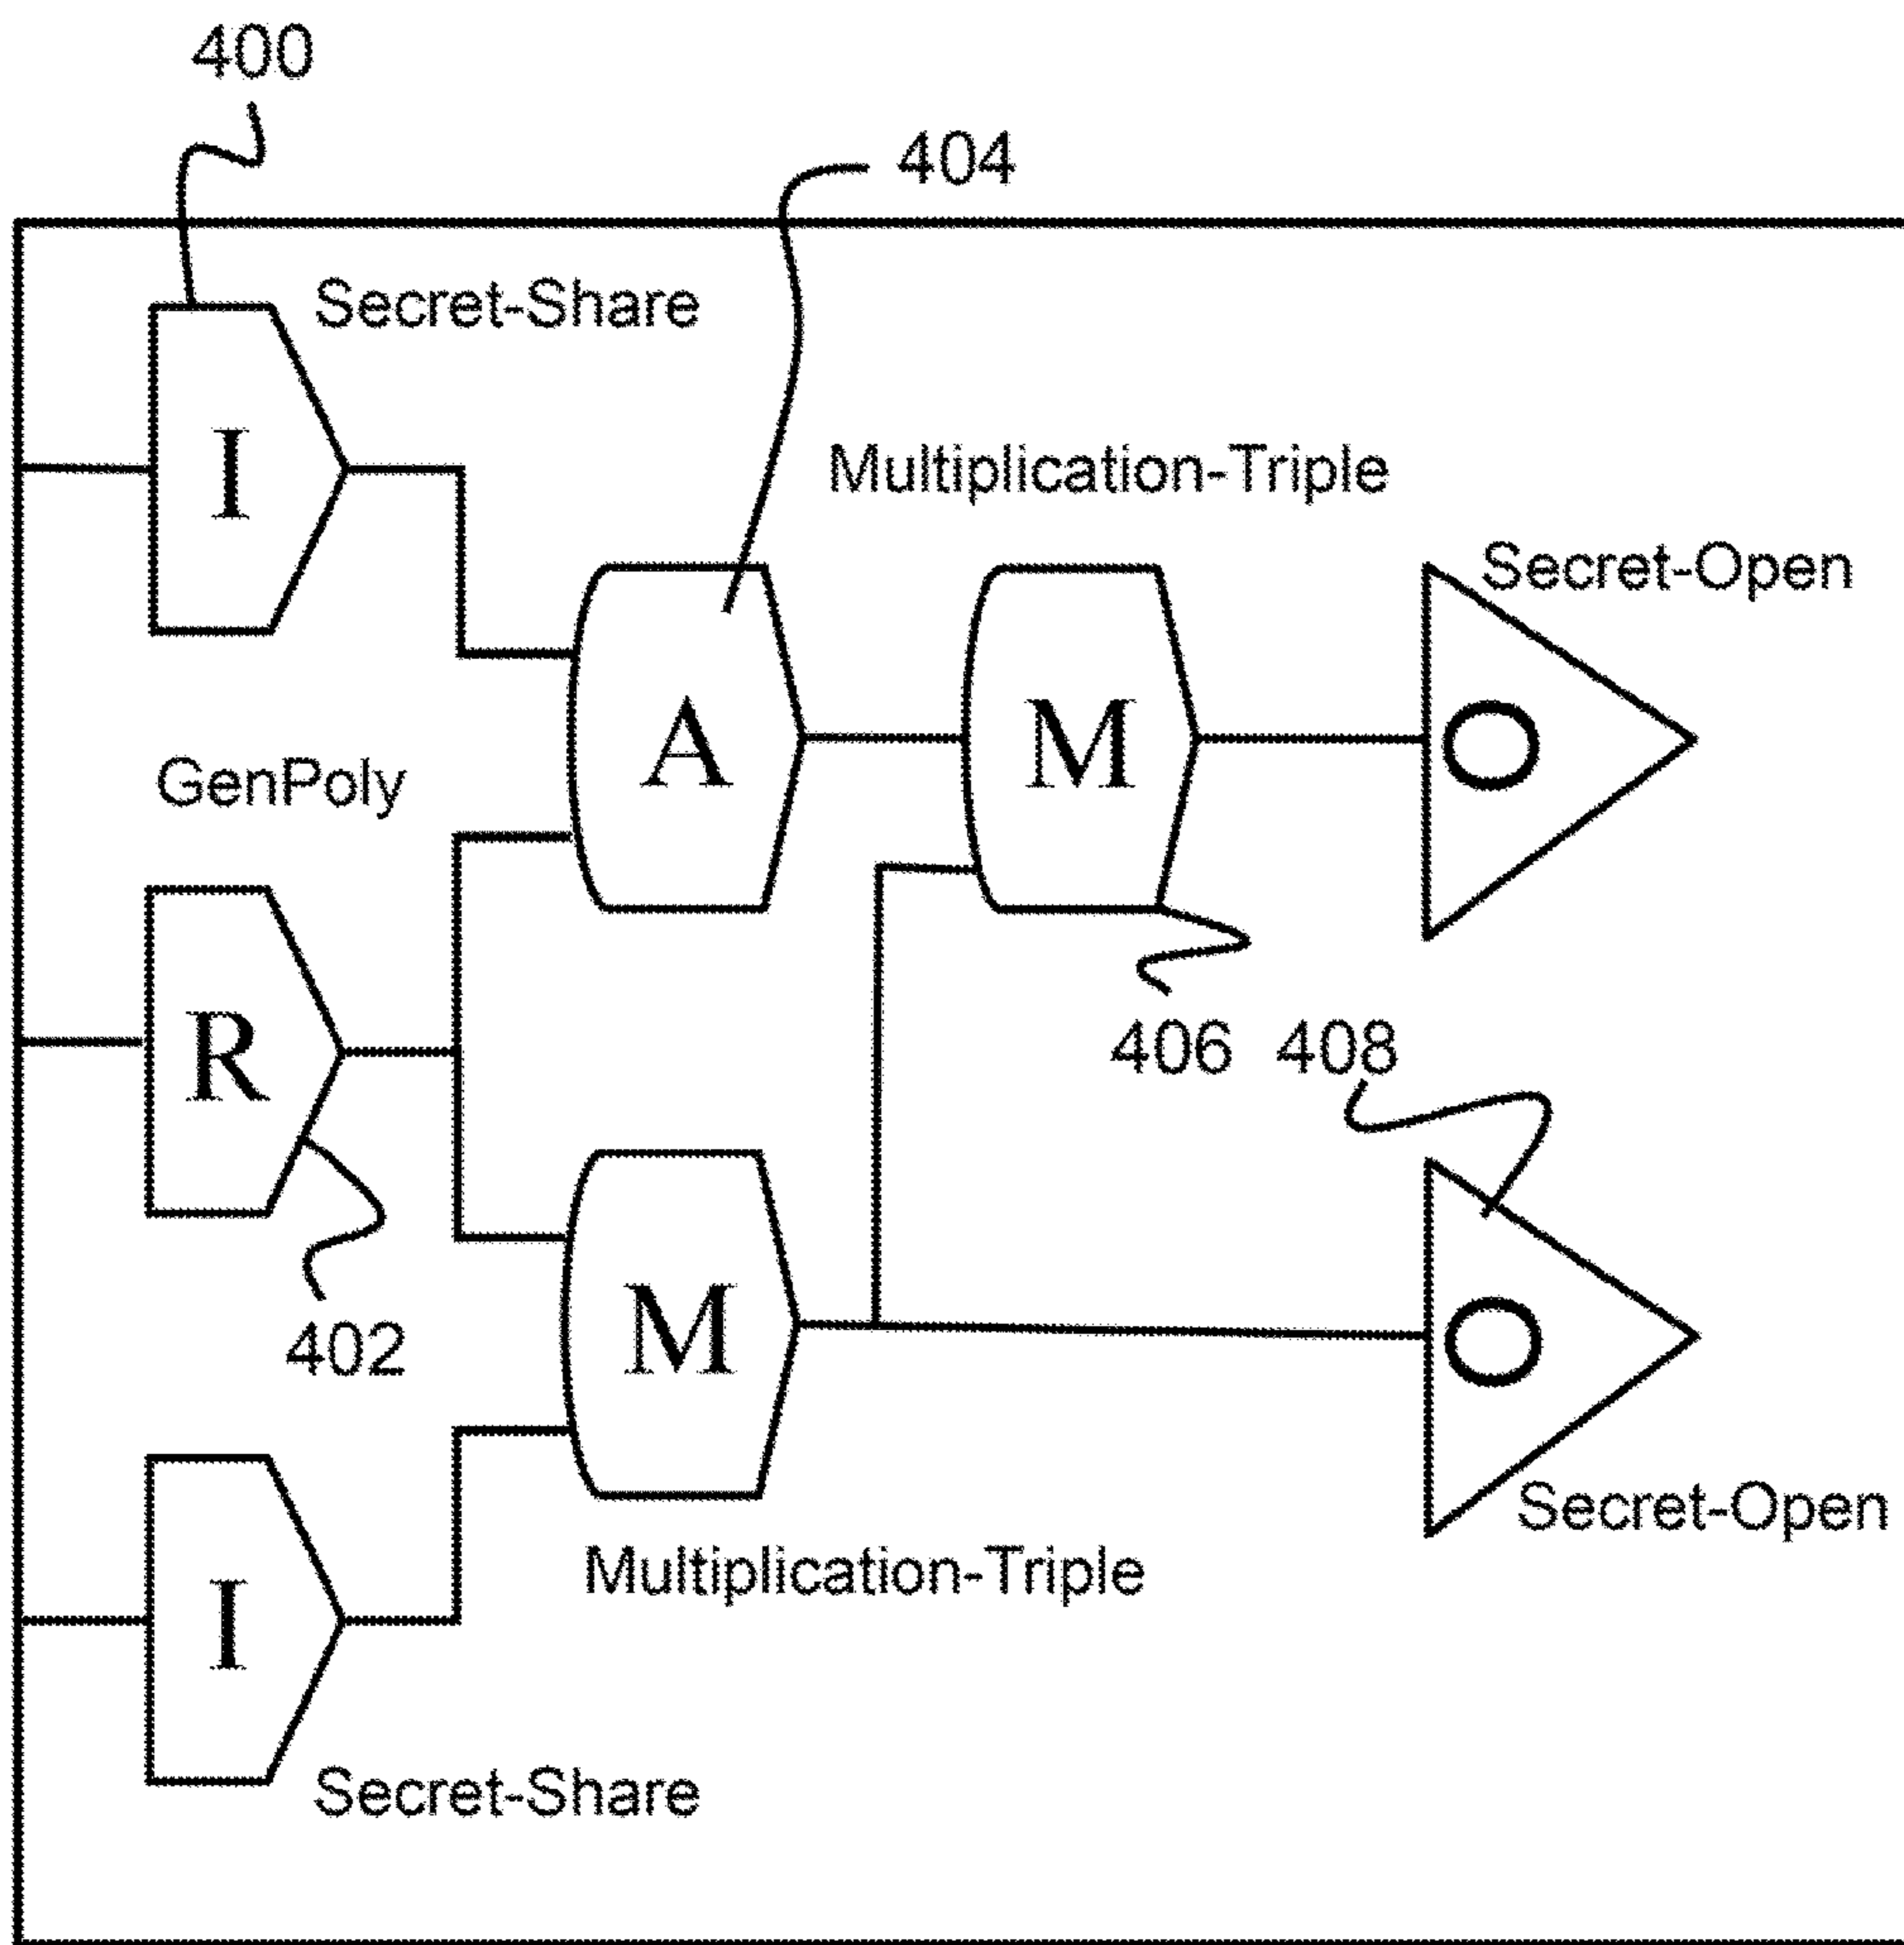 400
404
Secret-Share
I
Multiplication-Triple
Secret-Open
A
M
O
GenPoly
R
406 408
402
M
O
Secret-Open
Multiplication-Triple
I
Secret-Share